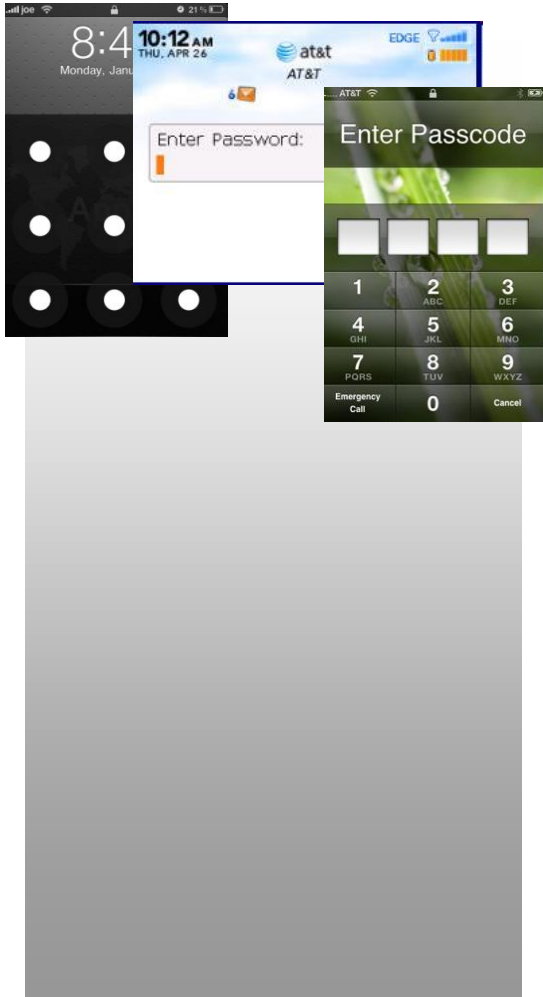 joe 21%
8:4
Monday, Janu
10:12 AM
THU, APR 26
at&t
AT&T
EDGE
6
Enter Password:
AT&T
Enter Passcode
1 2 3
ABC DEF
4 5 6
GHI JKL MNO
7 8 9
PQRS TUV WXYZ
Emergency
Call
0
Cancel